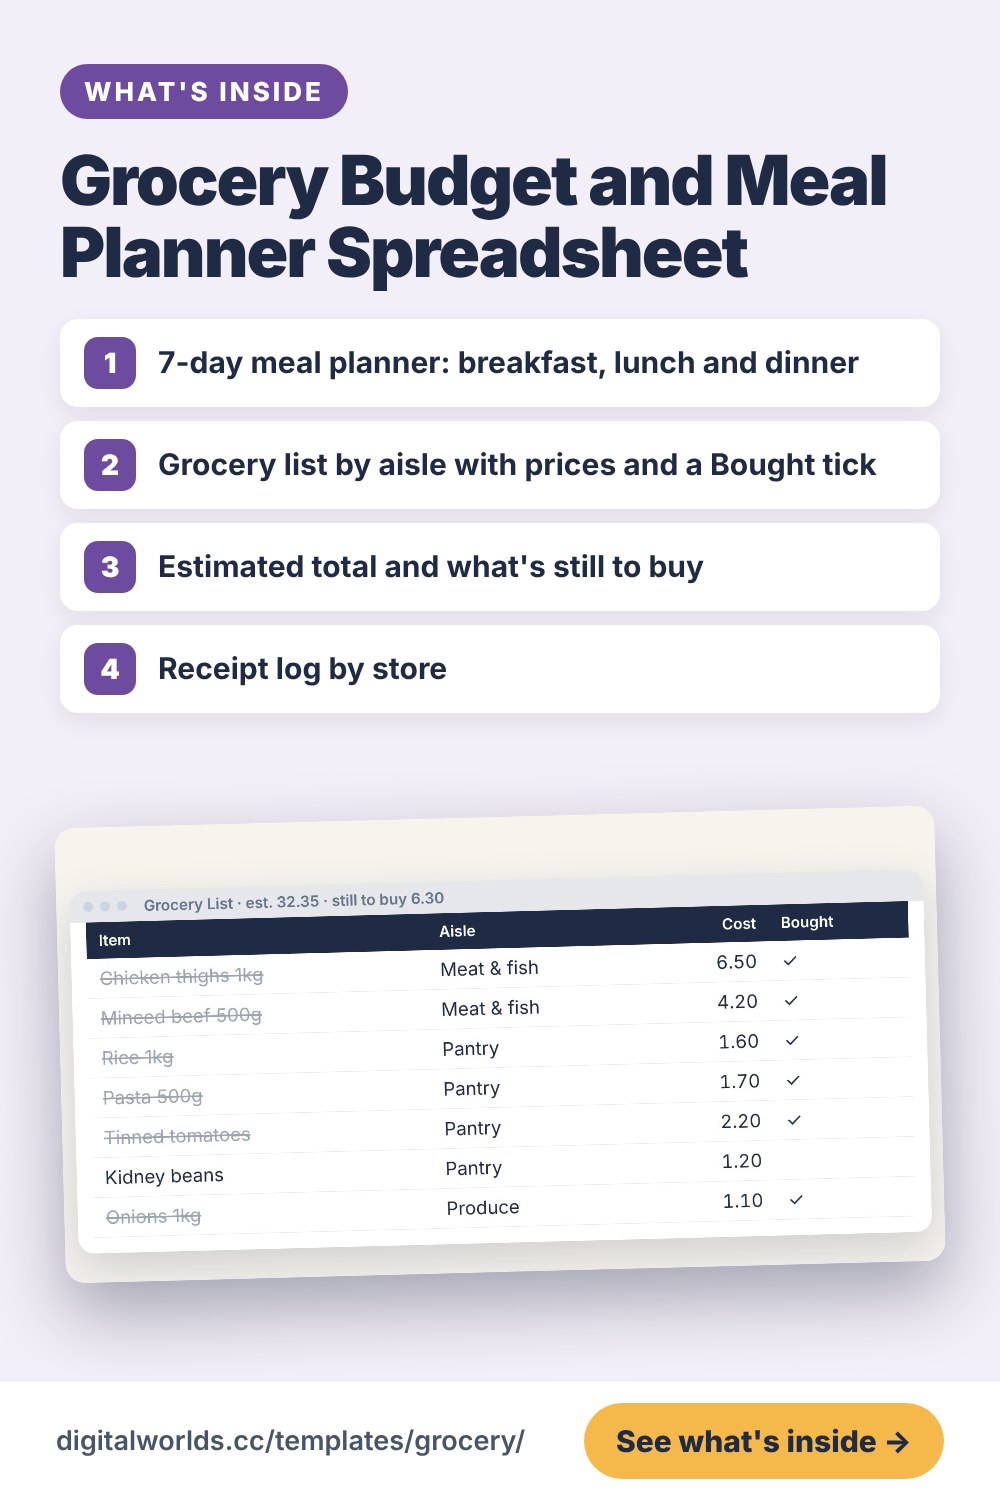 WHAT'S INSIDE
Grocery Budget and Meal
Planner Spreadsheet
1 7-day meal planner: breakfast, lunch and dinner
2 Grocery list by aisle with prices and a Bought tick
3 Estimated total and what's still to buy
4 Receipt log by store
Grocery List · est. 32.35 · still to buy 6.30
Item Aisle Cost Bought
Chicken thighs 1kg Meat & fish 6.50 ✓
Minced beef 500g Meat & fish 4.20 ✓
Rice 1kg Pantry 1.60 ✓
Pasta 500g Pantry 1.70 ✓
Tinned tomatoes Pantry 2.20 ✓
Kidney beans Pantry 1.20
Onions 1kg Produce 1.10 ✓
digitalworlds.cc/templates/grocery/
See what's inside →